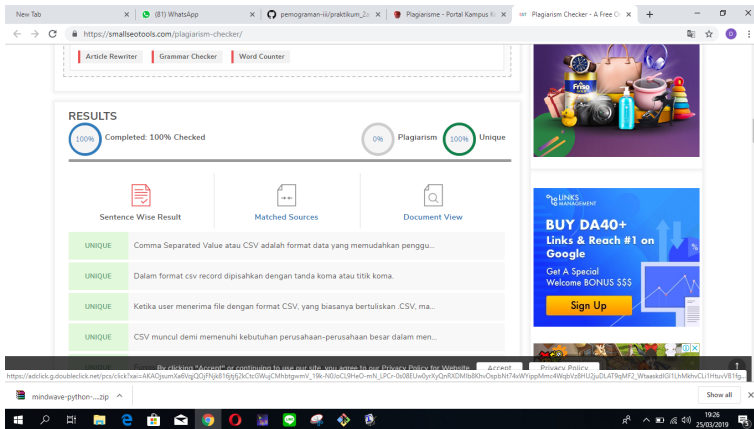 New Tab
(81) WhatsApp
pemograman-iii/praktikum_2a
Plagiarisme - Portal Kampus K
Plagiarism Checker - A Free O
https://smallseotools.com/plagiarism-checker/
Article Rewriter
Grammar Checker
Word Counter
RESULTS
100%
Completed: 100% Checked
0%
Plagiarism
100%
Unique
Sentence Wise Result
Matched Sources
Document View
UNIQUE
Comma Separated Value atau CSV adalah format data yang memudahkan penggu...
UNIQUE
Dalam format csv record dipisahkan dengan tanda koma atau titik koma.
UNIQUE
Ketika user menerima file dengan format CSV, yang biasanya bertuliskan .CSV, ma...
UNIQUE
CSV muncul demi memenuhi kebutuhan perusahaan-perusahaan besar dalam men...
Friso
LINKS
MANAGEMENT
BUY DA40+
Links & Reach #1 on
Google
Get A Special
Welcome BONUS $$$
Sign Up
By clicking "Accept" or continuing to use our site, you agree to our Privacy Policy for Website
Accept
Privacy Policy
mindwave-python-....zip
Show all
19:26
25/03/2019